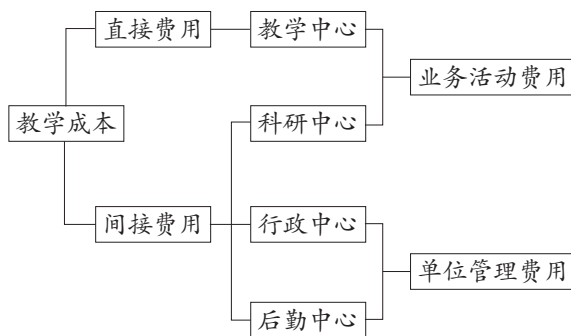 直接费用
教学中心
业务活动费用
教学成本
科研中心
间接费用
行政中心
单位管理费用
后勤中心